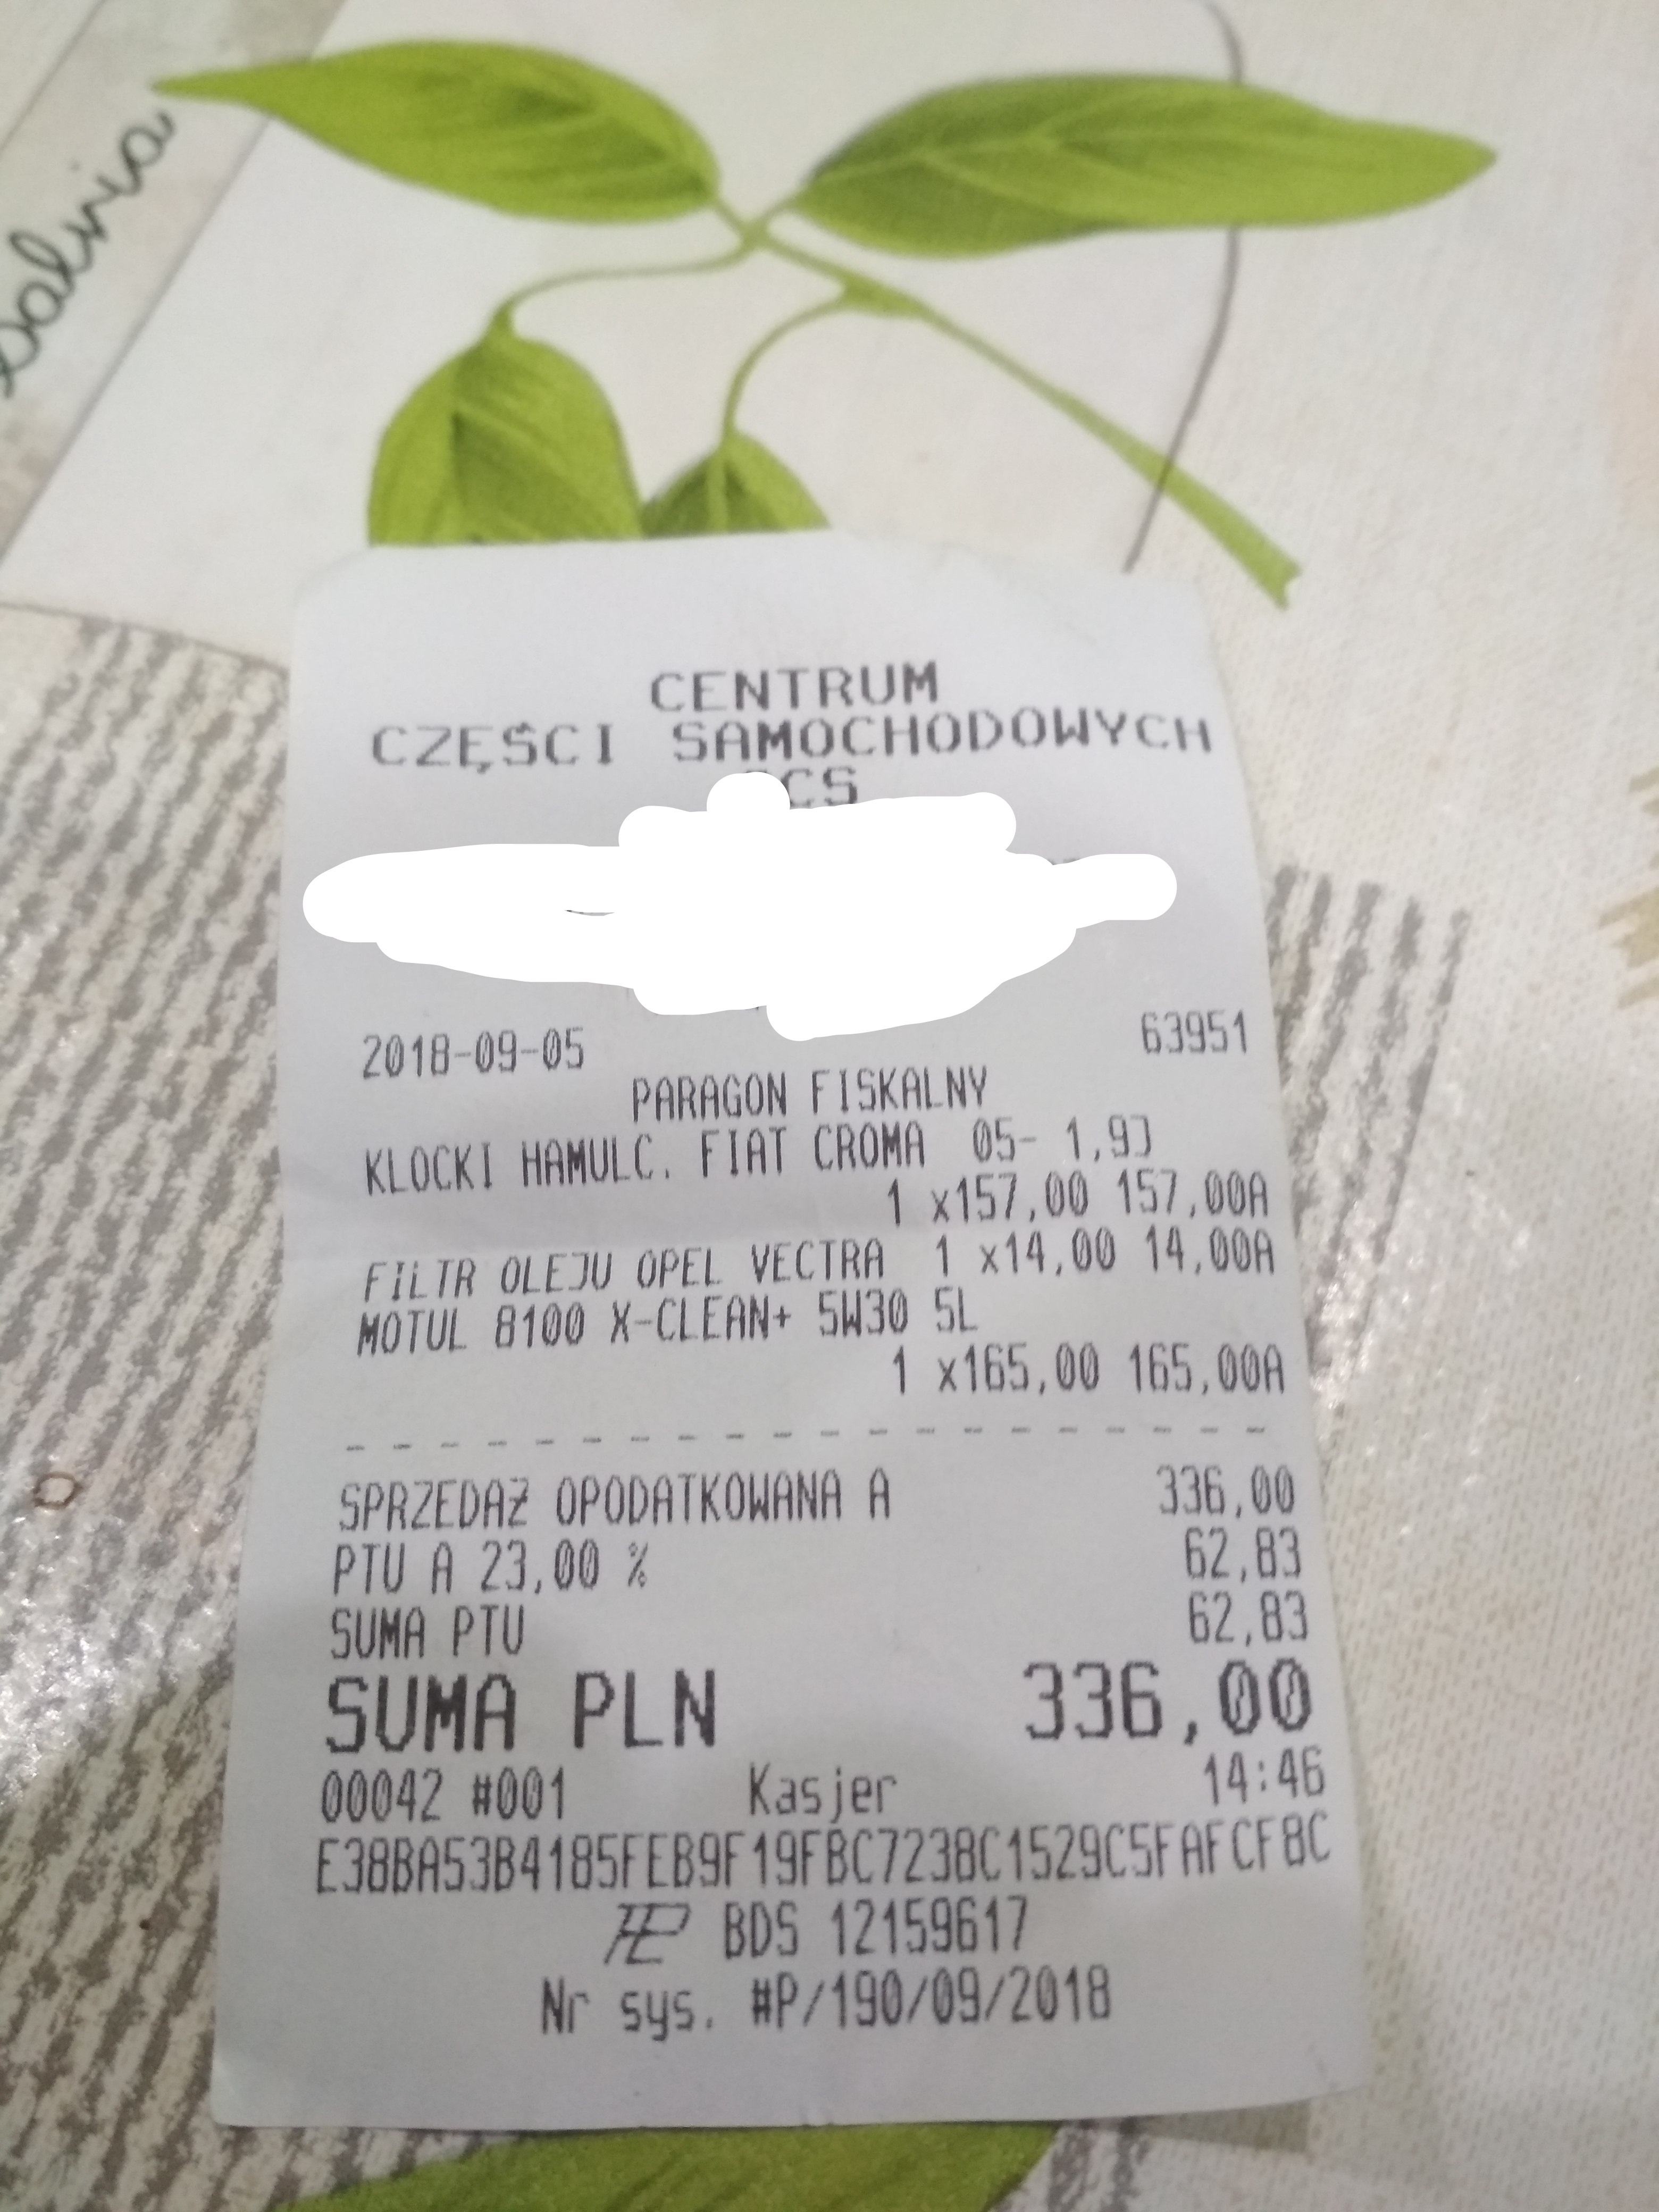 salvia
CENTRUM
CZĘŚCI SAMOCHODOWYCH
2018-09-05 63951
PARAGON FISKALNY
KLOCKI HAMULC. FIAT CROMA 05- 1,9J
1 x157,00 157,00A
FILTR OLEJU OPEL VECTRA 1 x14,00 14,00A
MOTUL 8100 X-CLEAN+ 5W30 5L
1 x165,00 165,00A
SPRZEDAŻ OPODATKOWANA A 336,00
PTU A 23,00 % 62,83
SUMA PTU 62,83
SUMA PLN 336,00
00042 #001 Kasjer 14:46
E38BA53B4185FEB9F19FBC7238C1529C5FAFCF8C
BDS 12159617
Nr sys. #P/190/09/2018